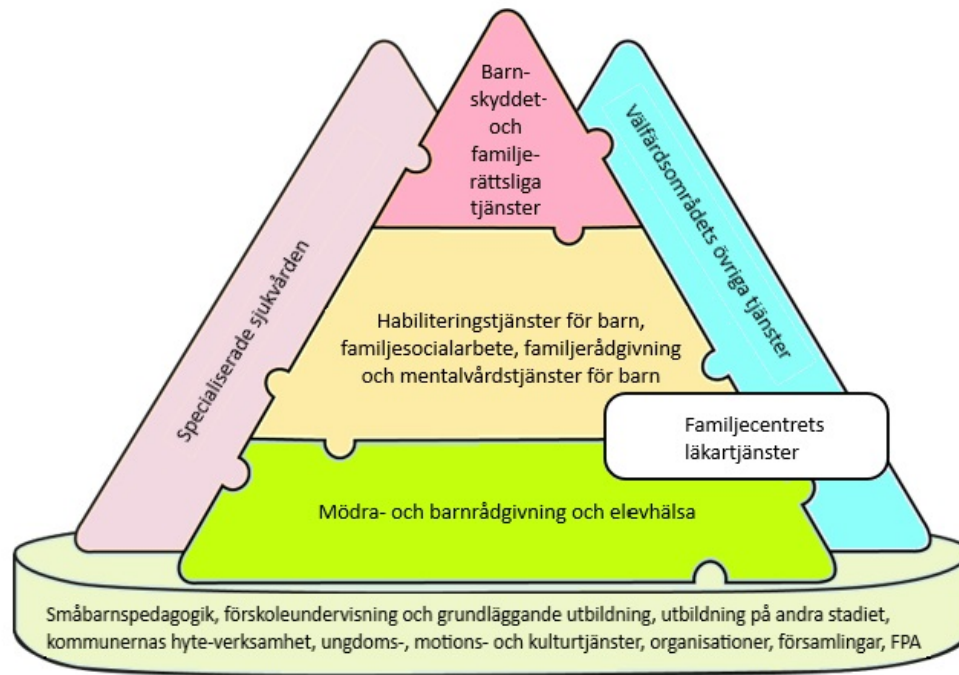 Barn-
skyddet-
och
familje-
rättsliga
tjänster
Specialiserade sjukvården
Välfärdsområdets övriga tjänster
Habiliteringstjänster för barn,
familjesocialarbete, familjerådgivning
och mentalvårdstjänster för barn
Familjecentrets
läkartjänster
Mödra- och barnrådgivning och elevhälsa
Småbarnspedagogik, förskoleundervisning och grundläggande utbildning, utbildning på andra stadiet,
kommunernas hyte-verksamhet, ungdoms-, motions- och kulturtjänster, organisationer, församlingar, FPA